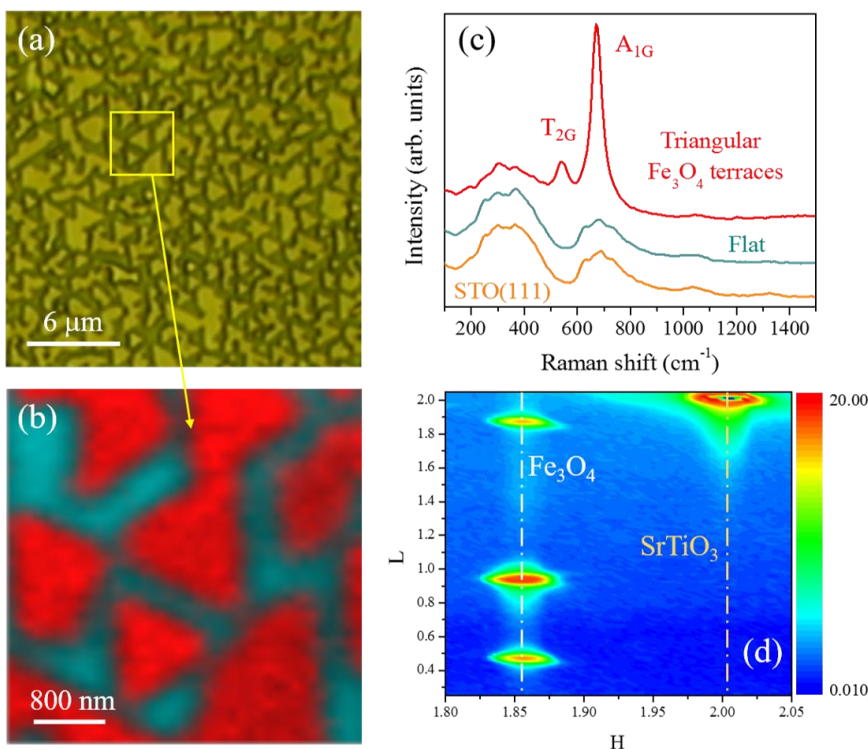 (a)
6 μm
(b)
800 nm
(c)
Intensity (arb. units)
A1G
T2G
Triangular
Fe3O4 terraces
Flat
STO(111)
200 400 600 800 1000 1200 1400
Raman shift (cm-1)
2.0
1.8
1.6
1.4
1.2
1.0
0.8
0.6
0.4
L
Fe3O4
SrTiO3
(d)
1.80 1.85 1.90 1.95 2.00 2.05
H
20.00
0.010